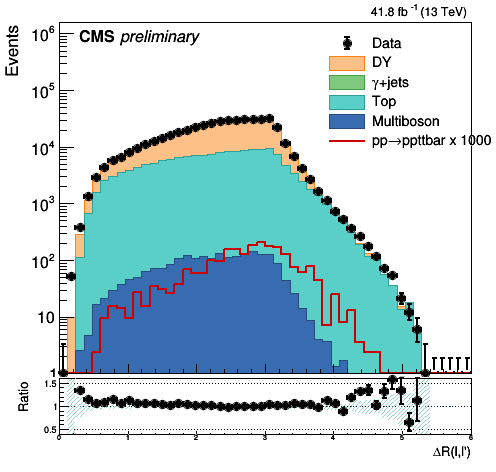 41.8 fb⁻¹ (13 TeV)
CMS preliminary
Events
10⁶
10⁵
10⁴
10³
10²
10
1
Data
DY
γ+jets
Top
Multiboson
pp→ppttbar x 1000
Ratio
1.5
1
0.5
0 1 2 3 4 5 6
ΔR(l,l')